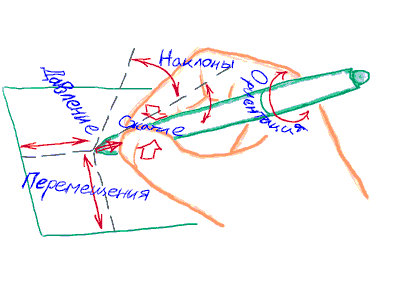 Наклоны
Давление
Ориентация
Сжатие
Перемещения